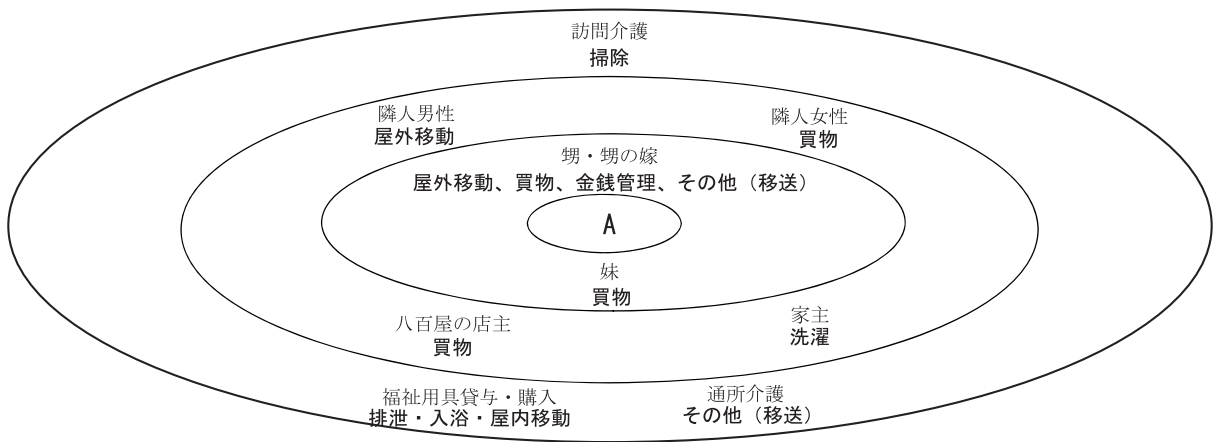 訪問介護
掃除
隣人男性
屋外移動
隣人女性
買物
甥・甥の嫁
屋外移動、買物、金銭管理、その他（移送）
A
妹
買物
八百屋の店主
買物
家主
洗濯
福祉用具貸与・購入
排泄・入浴・屋内移動
通所介護
その他（移送）